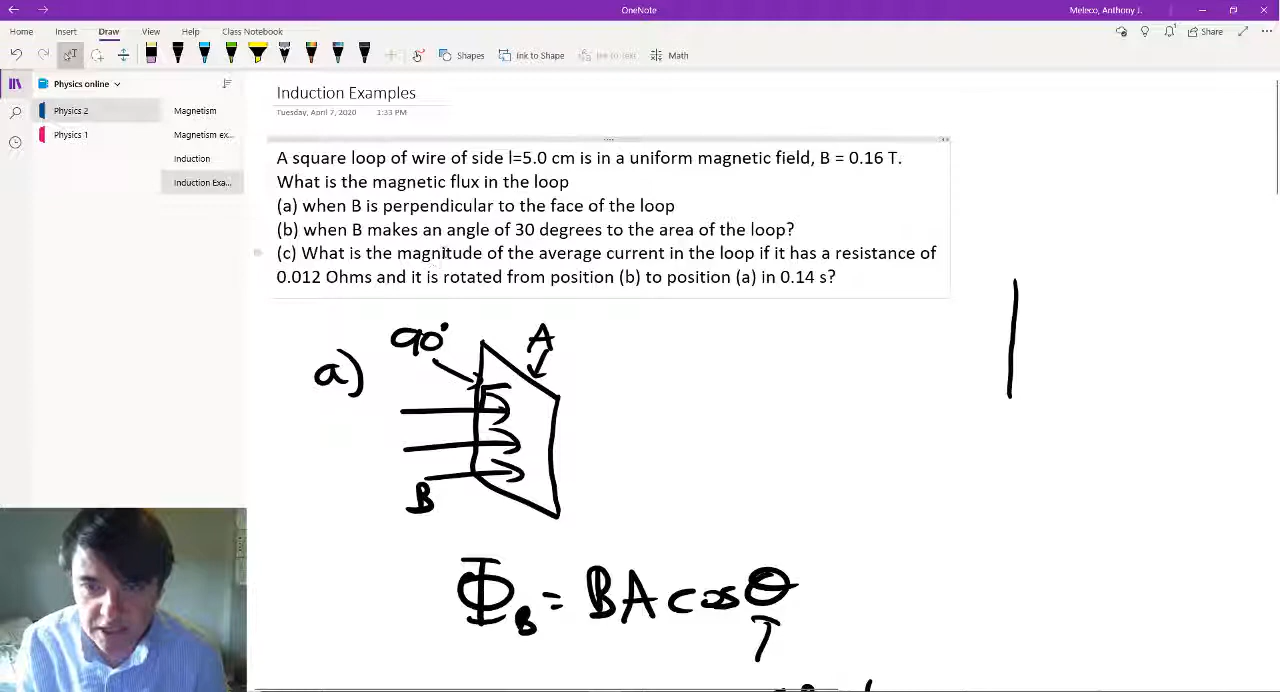 OneNote
Meleco, Anthony J.
Home Insert Draw View Help Class Notebook
Share
Shapes Ink to Shape Ink to Text Math
Physics online
Physics 2
Physics 1
Magnetism
Magnetism ex...
Induction
Induction Exa...
Induction Examples
Tuesday, April 7, 2020 1:33 PM
A square loop of wire of side l=5.0 cm is in a uniform magnetic field, B = 0.16 T.
What is the magnetic flux in the loop
(a) when B is perpendicular to the face of the loop
(b) when B makes an angle of 30 degrees to the area of the loop?
(c) What is the magnitude of the average current in the loop if it has a resistance of
0.012 Ohms and it is rotated from position (b) to position (a) in 0.14 s?
a)
90°
A
B
Φ_B = BA cos θ